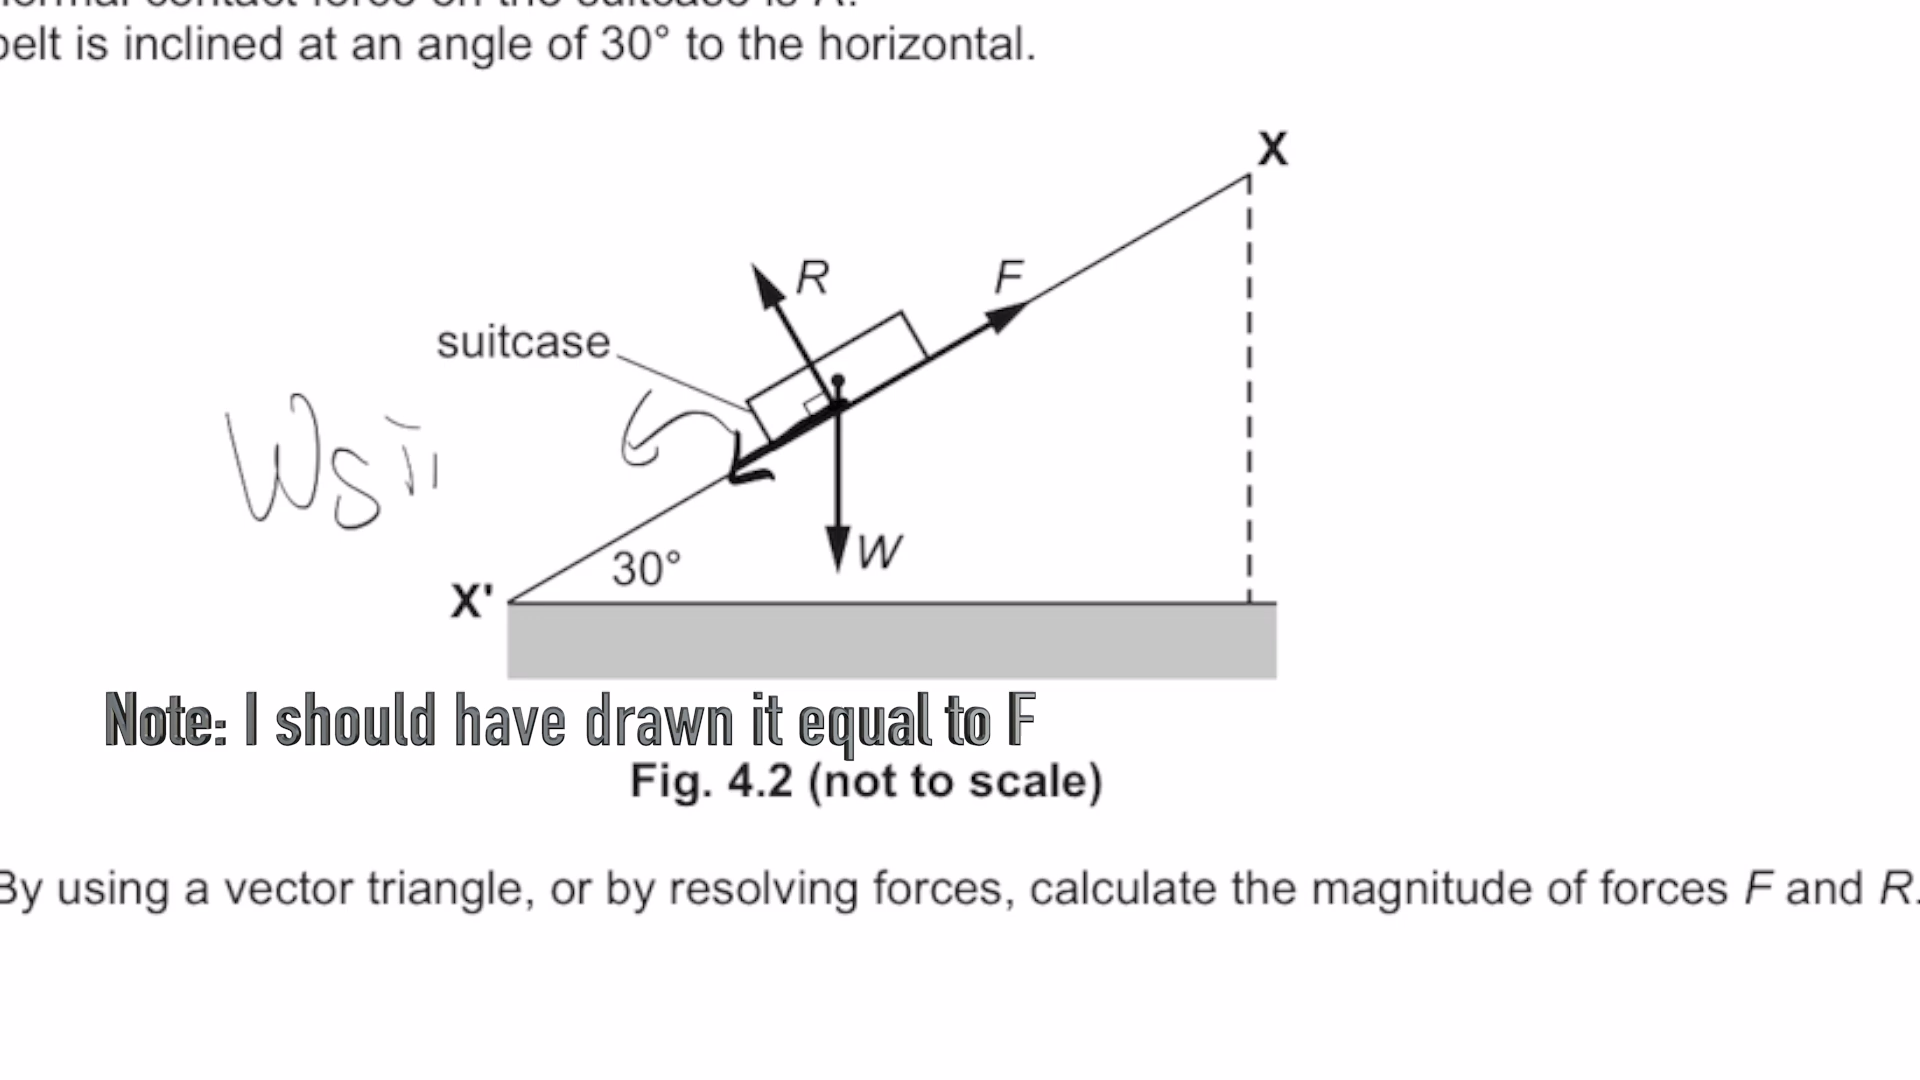 belt is inclined at an angle of 30° to the horizontal.
X
R
F
suitcase
W
30°
X'
Note: I should have drawn it equal to F
Fig. 4.2 (not to scale)
By using a vector triangle, or by resolving forces, calculate the magnitude of forces F and R.